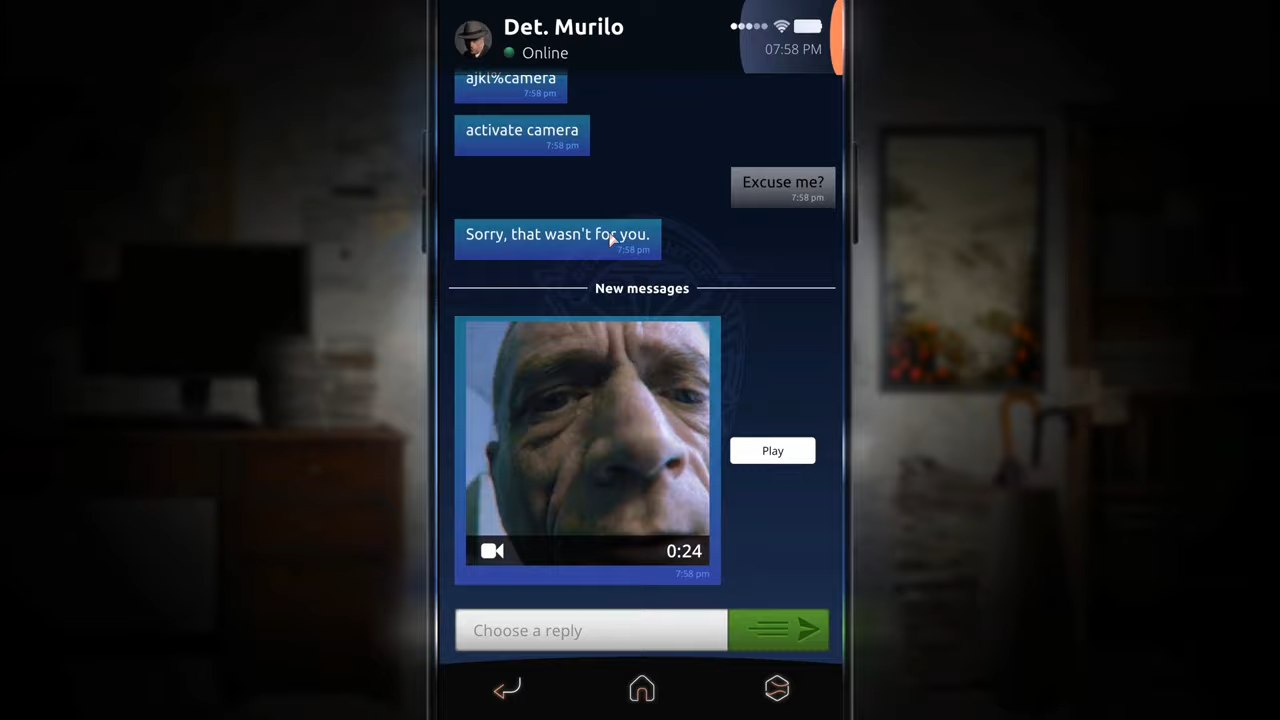 Det. Murilo
Online
07:58 PM
ajkl%camera
7:58 pm
activate camera
7:58 pm
Excuse me?
7:58 pm
Sorry, that wasn't for you.
7:58 pm
New messages
Play
0:24
7:58 pm
Choose a reply